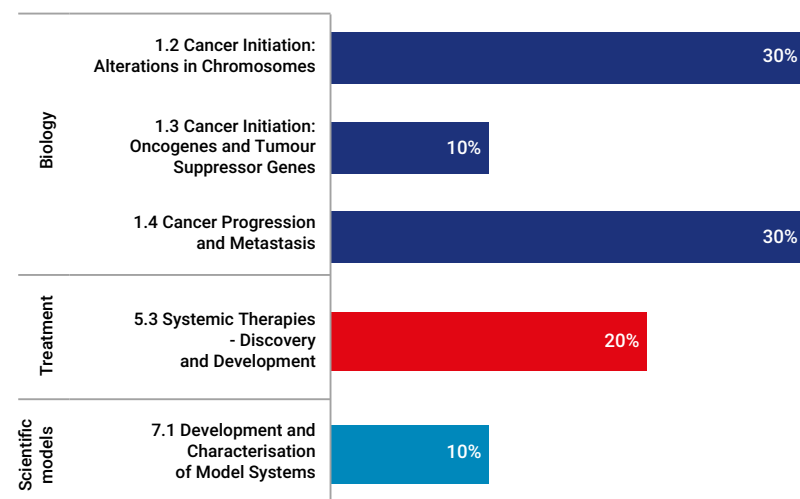 Biology
1.2 Cancer Initiation:
Alterations in Chromosomes
30%
1.3 Cancer Initiation:
Oncogenes and Tumour
Suppressor Genes
10%
1.4 Cancer Progression
and Metastasis
30%
Treatment
5.3 Systemic Therapies
- Discovery
and Development
20%
Scientific
models
7.1 Development and
Characterisation
of Model Systems
10%